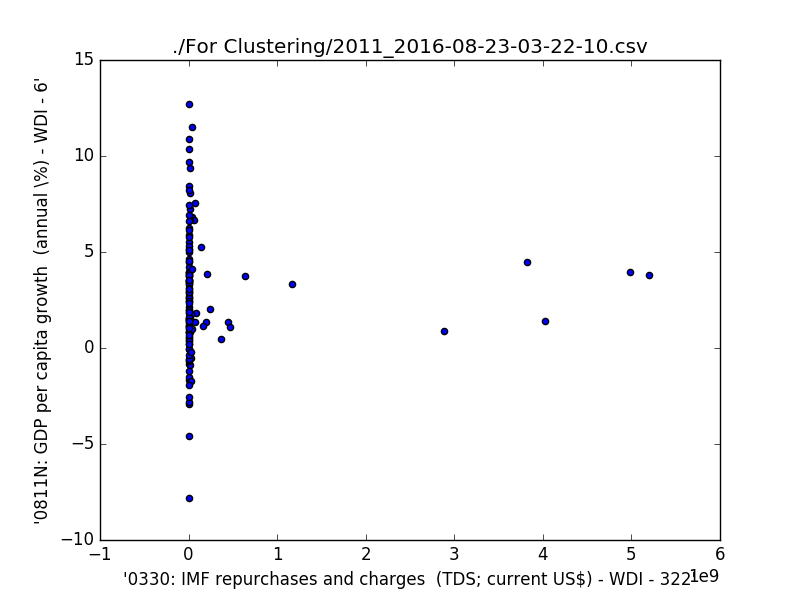 ./For Clustering/2011_2016-08-23-03-22-10.csv
15
10
5
0
−5
−10
'0811N: GDP per capita growth  (annual \%) - WDI - 6'
−1 0 1 2 3 4 5 6
1e9
'0330: IMF repurchases and charges  (TDS; current US$) - WDI - 322